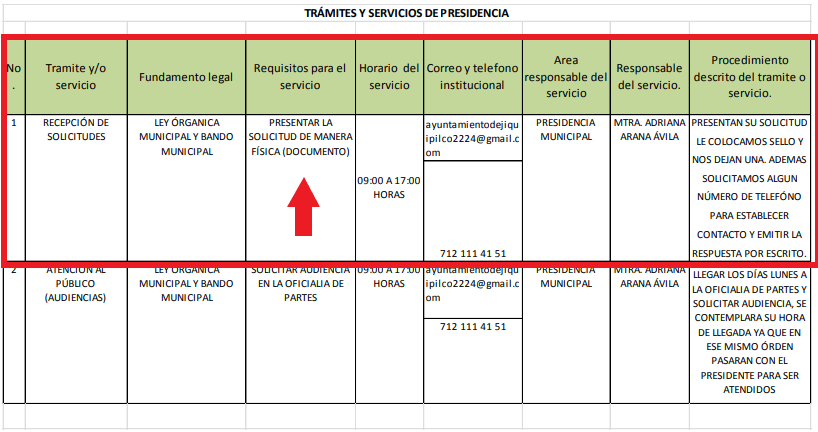 TRÁMITES Y SERVICIOS DE PRESIDENCIA
No
.
Tramite y/o
servicio
Fundamento legal
Requisitos para el
servicio
Horario del
servicio
Correo y telefono
institucional
Area
responsable del
servicio
Responsable
del servicio.
Procedimiento
descrito del tramite o
servicio.
1
RECEPCIÓN DE
SOLICITUDES
LEY ÓRGANICA
MUNICIPAL Y BANDO
MUNICIPAL
PRESENTAR LA
SOLICITUD DE MANERA
FÍSICA (DOCUMENTO)
09:00 A 17:00
HORAS
ayuntamientodejiqu
ipilco2224@gmail.c
om
712 111 41 51
PRESIDENCIA
MUNICIPAL
MTRA. ADRIANA
ARANA ÁVILA
PRESENTAN SU SOLICITUD
LE COLOCAMOS SELLO Y
NOS DEJAN UNA. ADEMAS
SOLICITAMOS ALGUN
NÚMERO DE TELEFÓNO
PARA ESTABLECER
CONTACTO Y EMITIR LA
RESPUESTA POR ESCRITO.
2
ATENCIÓN AL
PÚBLICO
(AUDIENCIAS)
LEY ÓRGANICA
MUNICIPAL Y BANDO
MUNICIPAL
SOLICITAR AUDIENCIA
EN LA OFICIALIA DE
PARTES
09:00 A 17:00
HORAS
ayuntamientodejiqu
ipilco2224@gmail.c
om
712 111 41 51
PRESIDENCIA
MUNICIPAL
MTRA. ADRIANA
ARANA ÁVILA
LLEGAR LOS DÍAS LUNES A
LA OFICIALIA DE PARTES Y
SOLICITAR AUDIENCIA, SE
CONTEMPLARA SU HORA
DE LLEGADA YA QUE EN
ESE MISMO ÓRDEN
PASARAN CON EL
PRESIDENTE PARA SER
ATENDIDOS